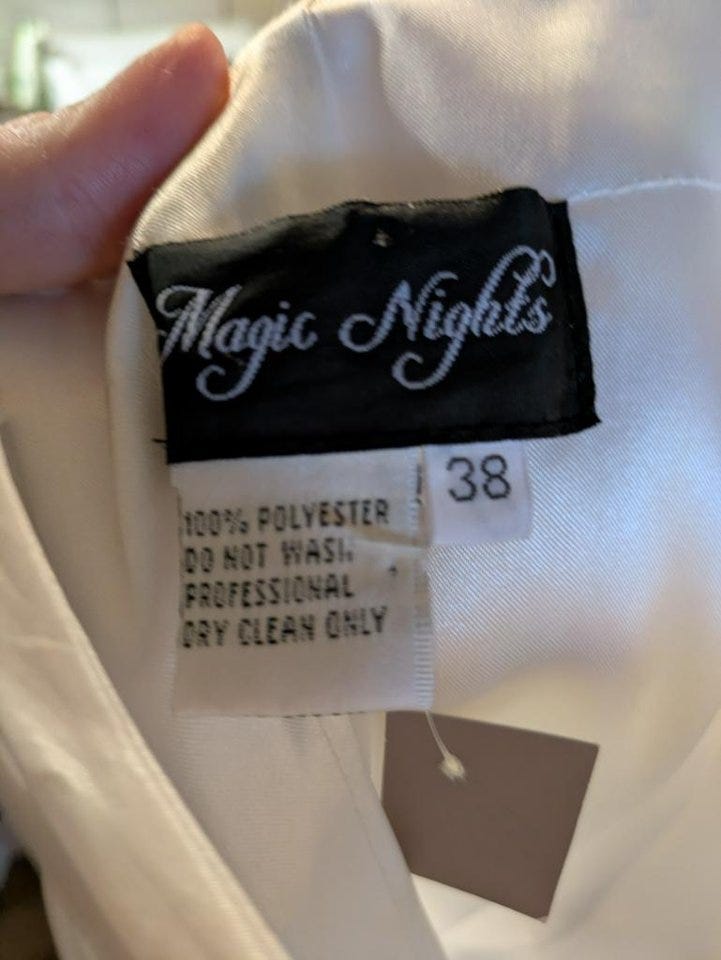 Magic Nights
38
100% POLYESTER
DO NOT WASH
PROFESSIONAL
DRY CLEAN ONLY